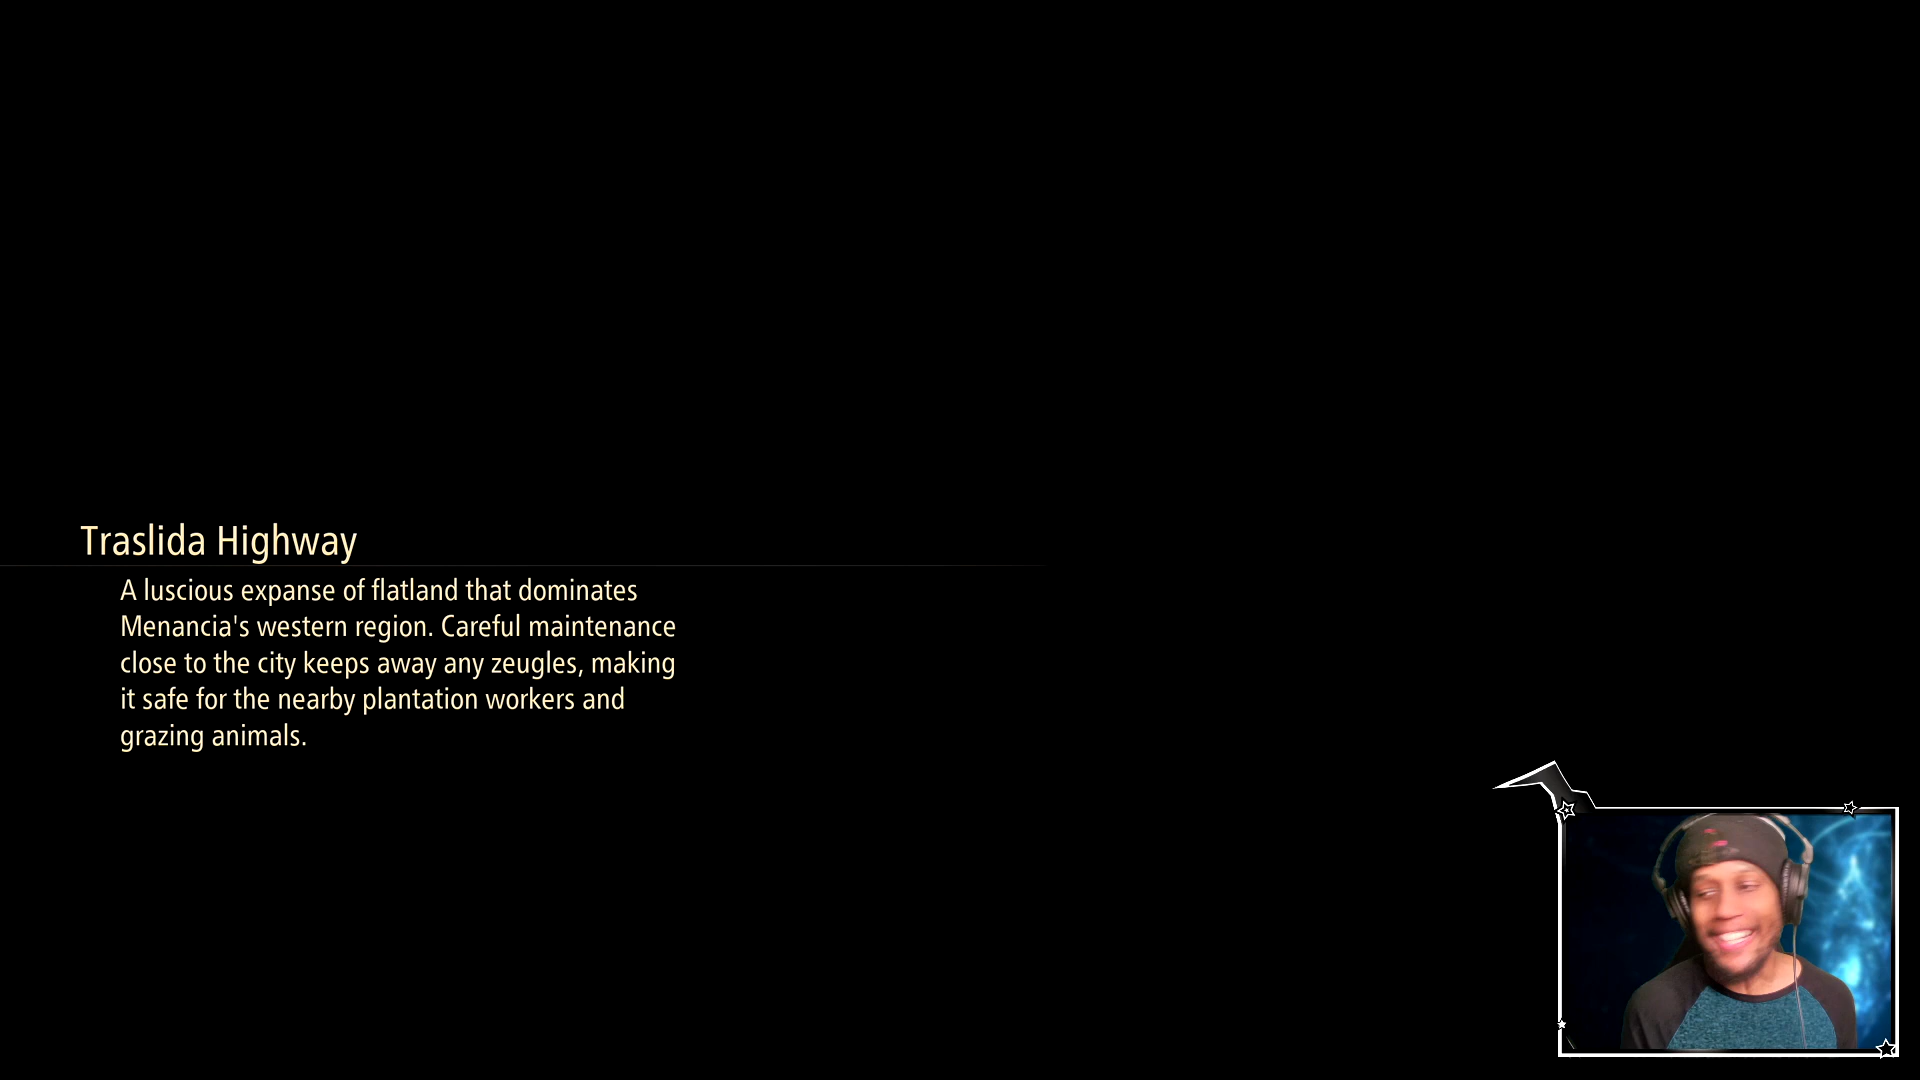 Traslida Highway
A luscious expanse of flatland that dominates
Menancia's western region. Careful maintenance
close to the city keeps away any zeugles, making
it safe for the nearby plantation workers and
grazing animals.